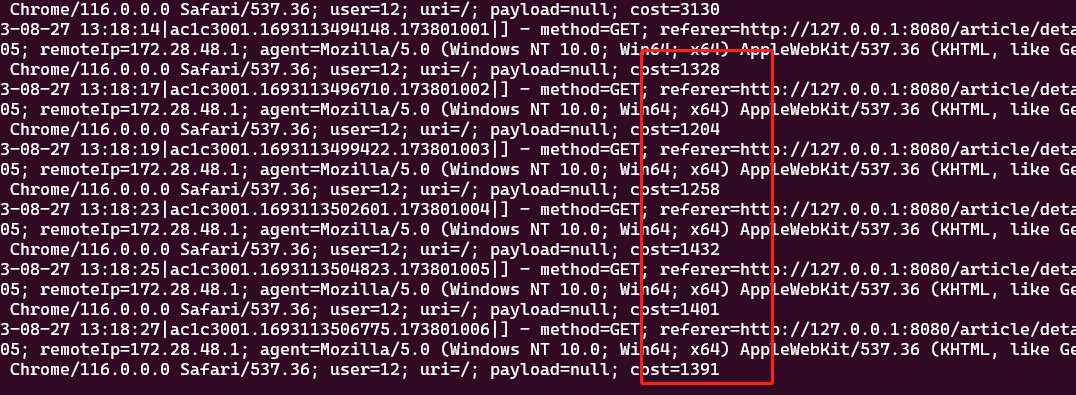 Chrome/116.0.0.0 Safari/537.36; user=12; uri=/; payload=null; cost=3130
3-08-27 13:18:14|ac1c3001.1693113494148.173801001|] - method=GET; referer=http://127.0.0.1:8080/article/deta
05; remoteIp=172.28.48.1; agent=Mozilla/5.0 (Windows NT 10.0; Win64; x64) AppleWebKit/537.36 (KHTML, like Ge
Chrome/116.0.0.0 Safari/537.36; user=12; uri=/; payload=null; cost=1328
3-08-27 13:18:17|ac1c3001.1693113496710.173801002|] - method=GET; referer=http://127.0.0.1:8080/article/deta
05; remoteIp=172.28.48.1; agent=Mozilla/5.0 (Windows NT 10.0; Win64; x64) AppleWebKit/537.36 (KHTML, like Ge
Chrome/116.0.0.0 Safari/537.36; user=12; uri=/; payload=null; cost=1204
3-08-27 13:18:19|ac1c3001.1693113499422.173801003|] - method=GET; referer=http://127.0.0.1:8080/article/deta
05; remoteIp=172.28.48.1; agent=Mozilla/5.0 (Windows NT 10.0; Win64; x64) AppleWebKit/537.36 (KHTML, like Ge
Chrome/116.0.0.0 Safari/537.36; user=12; uri=/; payload=null; cost=1258
3-08-27 13:18:23|ac1c3001.1693113502601.173801004|] - method=GET; referer=http://127.0.0.1:8080/article/deta
05; remoteIp=172.28.48.1; agent=Mozilla/5.0 (Windows NT 10.0; Win64; x64) AppleWebKit/537.36 (KHTML, like Ge
Chrome/116.0.0.0 Safari/537.36; user=12; uri=/; payload=null; cost=1432
3-08-27 13:18:25|ac1c3001.1693113504823.173801005|] - method=GET; referer=http://127.0.0.1:8080/article/deta
05; remoteIp=172.28.48.1; agent=Mozilla/5.0 (Windows NT 10.0; Win64; x64) AppleWebKit/537.36 (KHTML, like Ge
Chrome/116.0.0.0 Safari/537.36; user=12; uri=/; payload=null; cost=1401
3-08-27 13:18:27|ac1c3001.1693113506775.173801006|] - method=GET; referer=http://127.0.0.1:8080/article/deta
05; remoteIp=172.28.48.1; agent=Mozilla/5.0 (Windows NT 10.0; Win64; x64) AppleWebKit/537.36 (KHTML, like Ge
Chrome/116.0.0.0 Safari/537.36; user=12; uri=/; payload=null; cost=1391